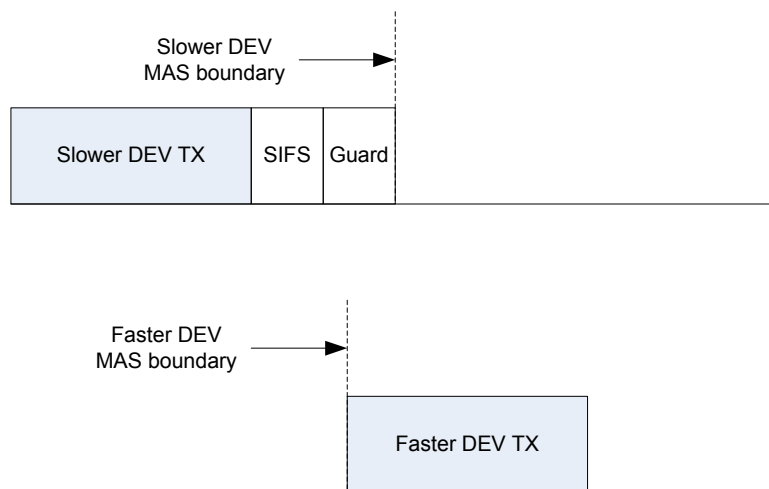 Slower DEV
MAS boundary
Slower DEV TX
SIFS
Guard
Faster DEV
MAS boundary
Faster DEV TX